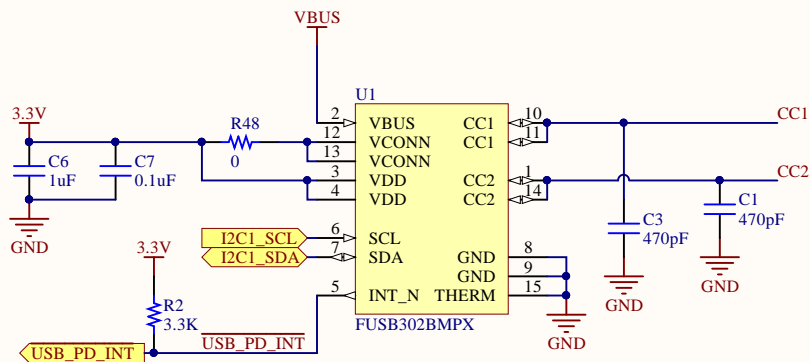 VBUS
U1
3.3V
R48
0
C6
1uF
C7
0.1uF
GND
2 VBUS CC1 10
12 VCONN CC1 11
13 VCONN
3 VDD CC2 1
4 VDD CC2 14
6 SCL GND 8
7 SDA GND 9
5 INT_N THERM 15
FUSB302BMPX
CC1
CC2
C1
470pF
C3
470pF
GND
GND
GND
I2C1_SCL
I2C1_SDA
3.3V
R2
3.3K
USB_PD_INT
USB_PD_INT